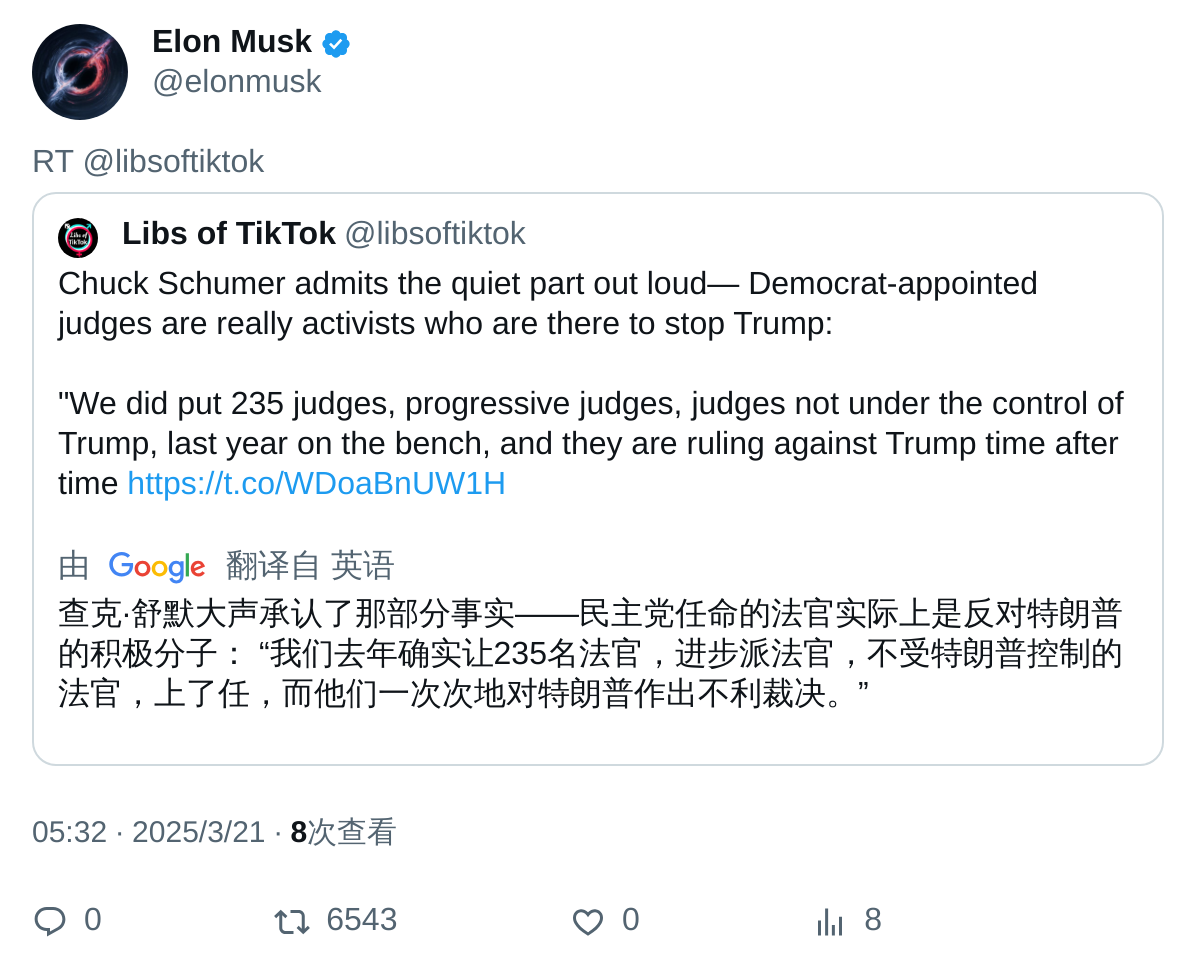 Elon Musk
@elonmusk
RT @libsoftiktok
Libs of TikTok @libsoftiktok
Libs of
TikTok
Chuck Schumer admits the quiet part out loud— Democrat-appointed
judges are really activists who are there to stop Trump:
"We did put 235 judges, progressive judges, judges not under the control of
Trump, last year on the bench, and they are ruling against Trump time after
time https://t.co/WDoaBnUW1H
由 Google 翻译自 英语
查克·舒默大声承认了那部分事实——民主党任命的法官实际上是反对特朗普
的积极分子： “我们去年确实让235名法官，进步派法官，不受特朗普控制的
法官，上了任，而他们一次次地对特朗普作出不利裁决。”
05:32 · 2025/3/21 · 8次查看
0 6543 0 8